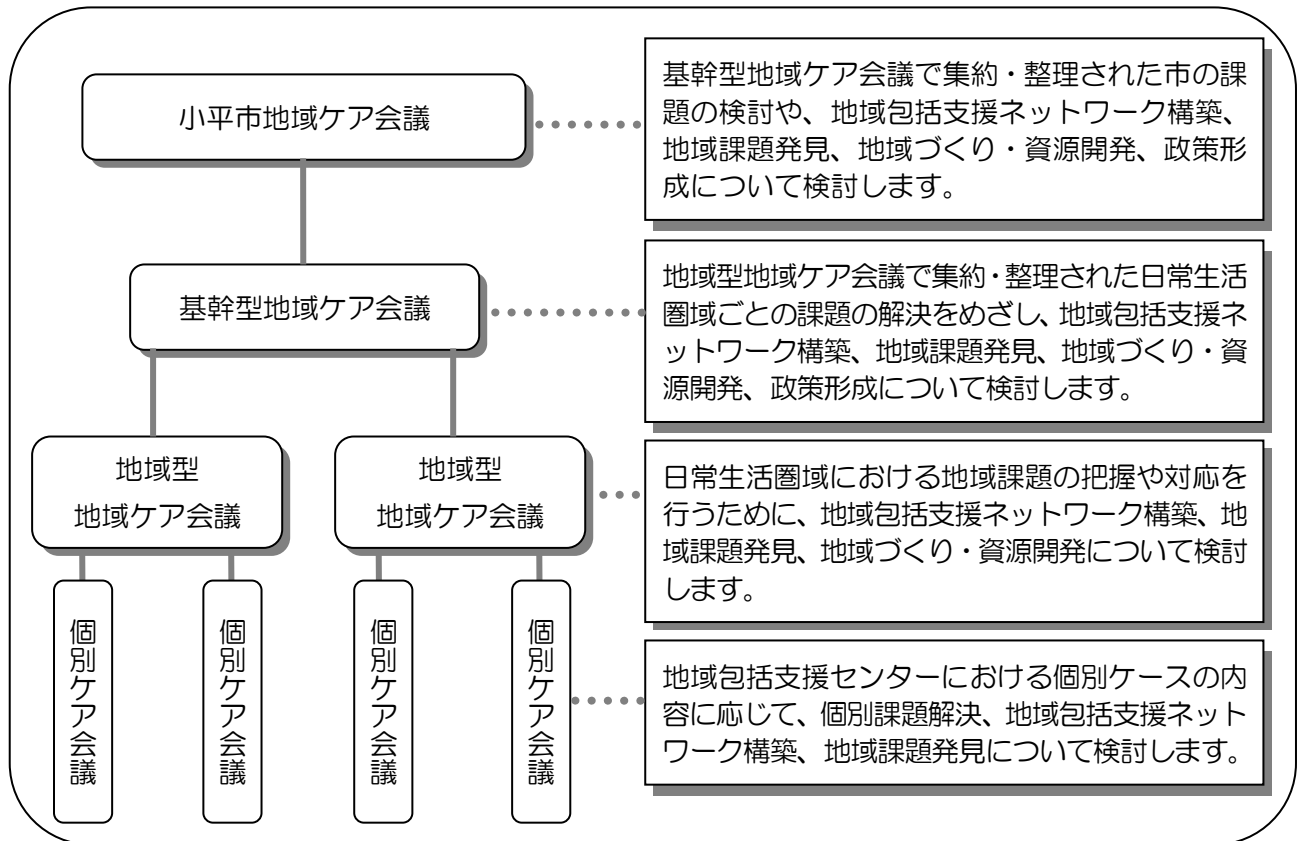 小平市地域ケア会議
基幹型地域ケア会議で集約・整理された市の課
題の検討や、地域包括支援ネットワーク構築、
地域課題発見、地域づくり・資源開発、政策形
成について検討します。
基幹型地域ケア会議
地域型地域ケア会議で集約・整理された日常生活
圏域ごとの課題の解決をめざし、地域包括支援ネ
ットワーク構築、地域課題発見、地域づくり・資
源開発、政策形成について検討します。
地域型
地域ケア会議
地域型
地域ケア会議
日常生活圏域における地域課題の把握や対応を
行うために、地域包括支援ネットワーク構築、地
域課題発見、地域づくり・資源開発について検討
します。
個別ケア会議
個別ケア会議
個別ケア会議
個別ケア会議
地域包括支援センターにおける個別ケースの内
容に応じて、個別課題解決、地域包括支援ネット
ワーク構築、地域課題発見について検討します。